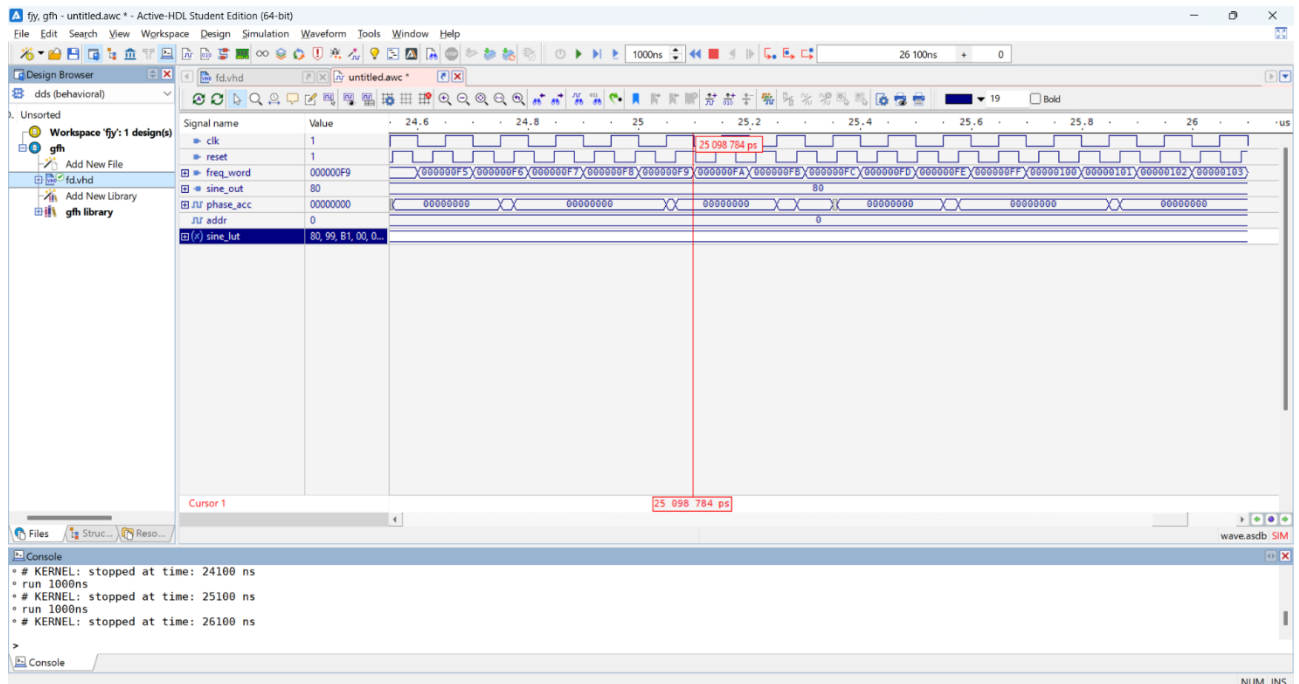 fjy, gfh - untitled.awc * - Active-HDL Student Edition (64-bit)
File Edit Search View Workspace Design Simulation Waveform Tools Window Help
1000ns 26 100ns + 0
Design Browser
fd.vhd untitled.awc *
dds (behavioral)
19 Bold
Unsorted
Workspace 'fjy': 1 design(s)
gfh
Add New File
fd.vhd
Add New Library
gfh library
Signal name Value 24.6 24.8 25 25.2 25.4 25.6 25.8 26 us
clk 1
25 098 784 ps
reset 1
freq_word 000000F9 000000F5 000000F6 000000F7 000000F8 000000F9 000000FA 000000FB 000000FC 000000FD 000000FE 000000FF 00000100 00000101 00000102 00000103
sine_out 80 80
phase_acc 00000000 00000000 00000000 00000000 00000000 00000000 00000000
addr 0 0
sine_lut 80, 99, B1, 00, 0...
Cursor 1 25 098 784 ps
Files Struc... Reso...
wave.asdb SIM
Console
# KERNEL: stopped at time: 24100 ns
run 1000ns
# KERNEL: stopped at time: 25100 ns
run 1000ns
# KERNEL: stopped at time: 26100 ns
>
Console
NUM INS